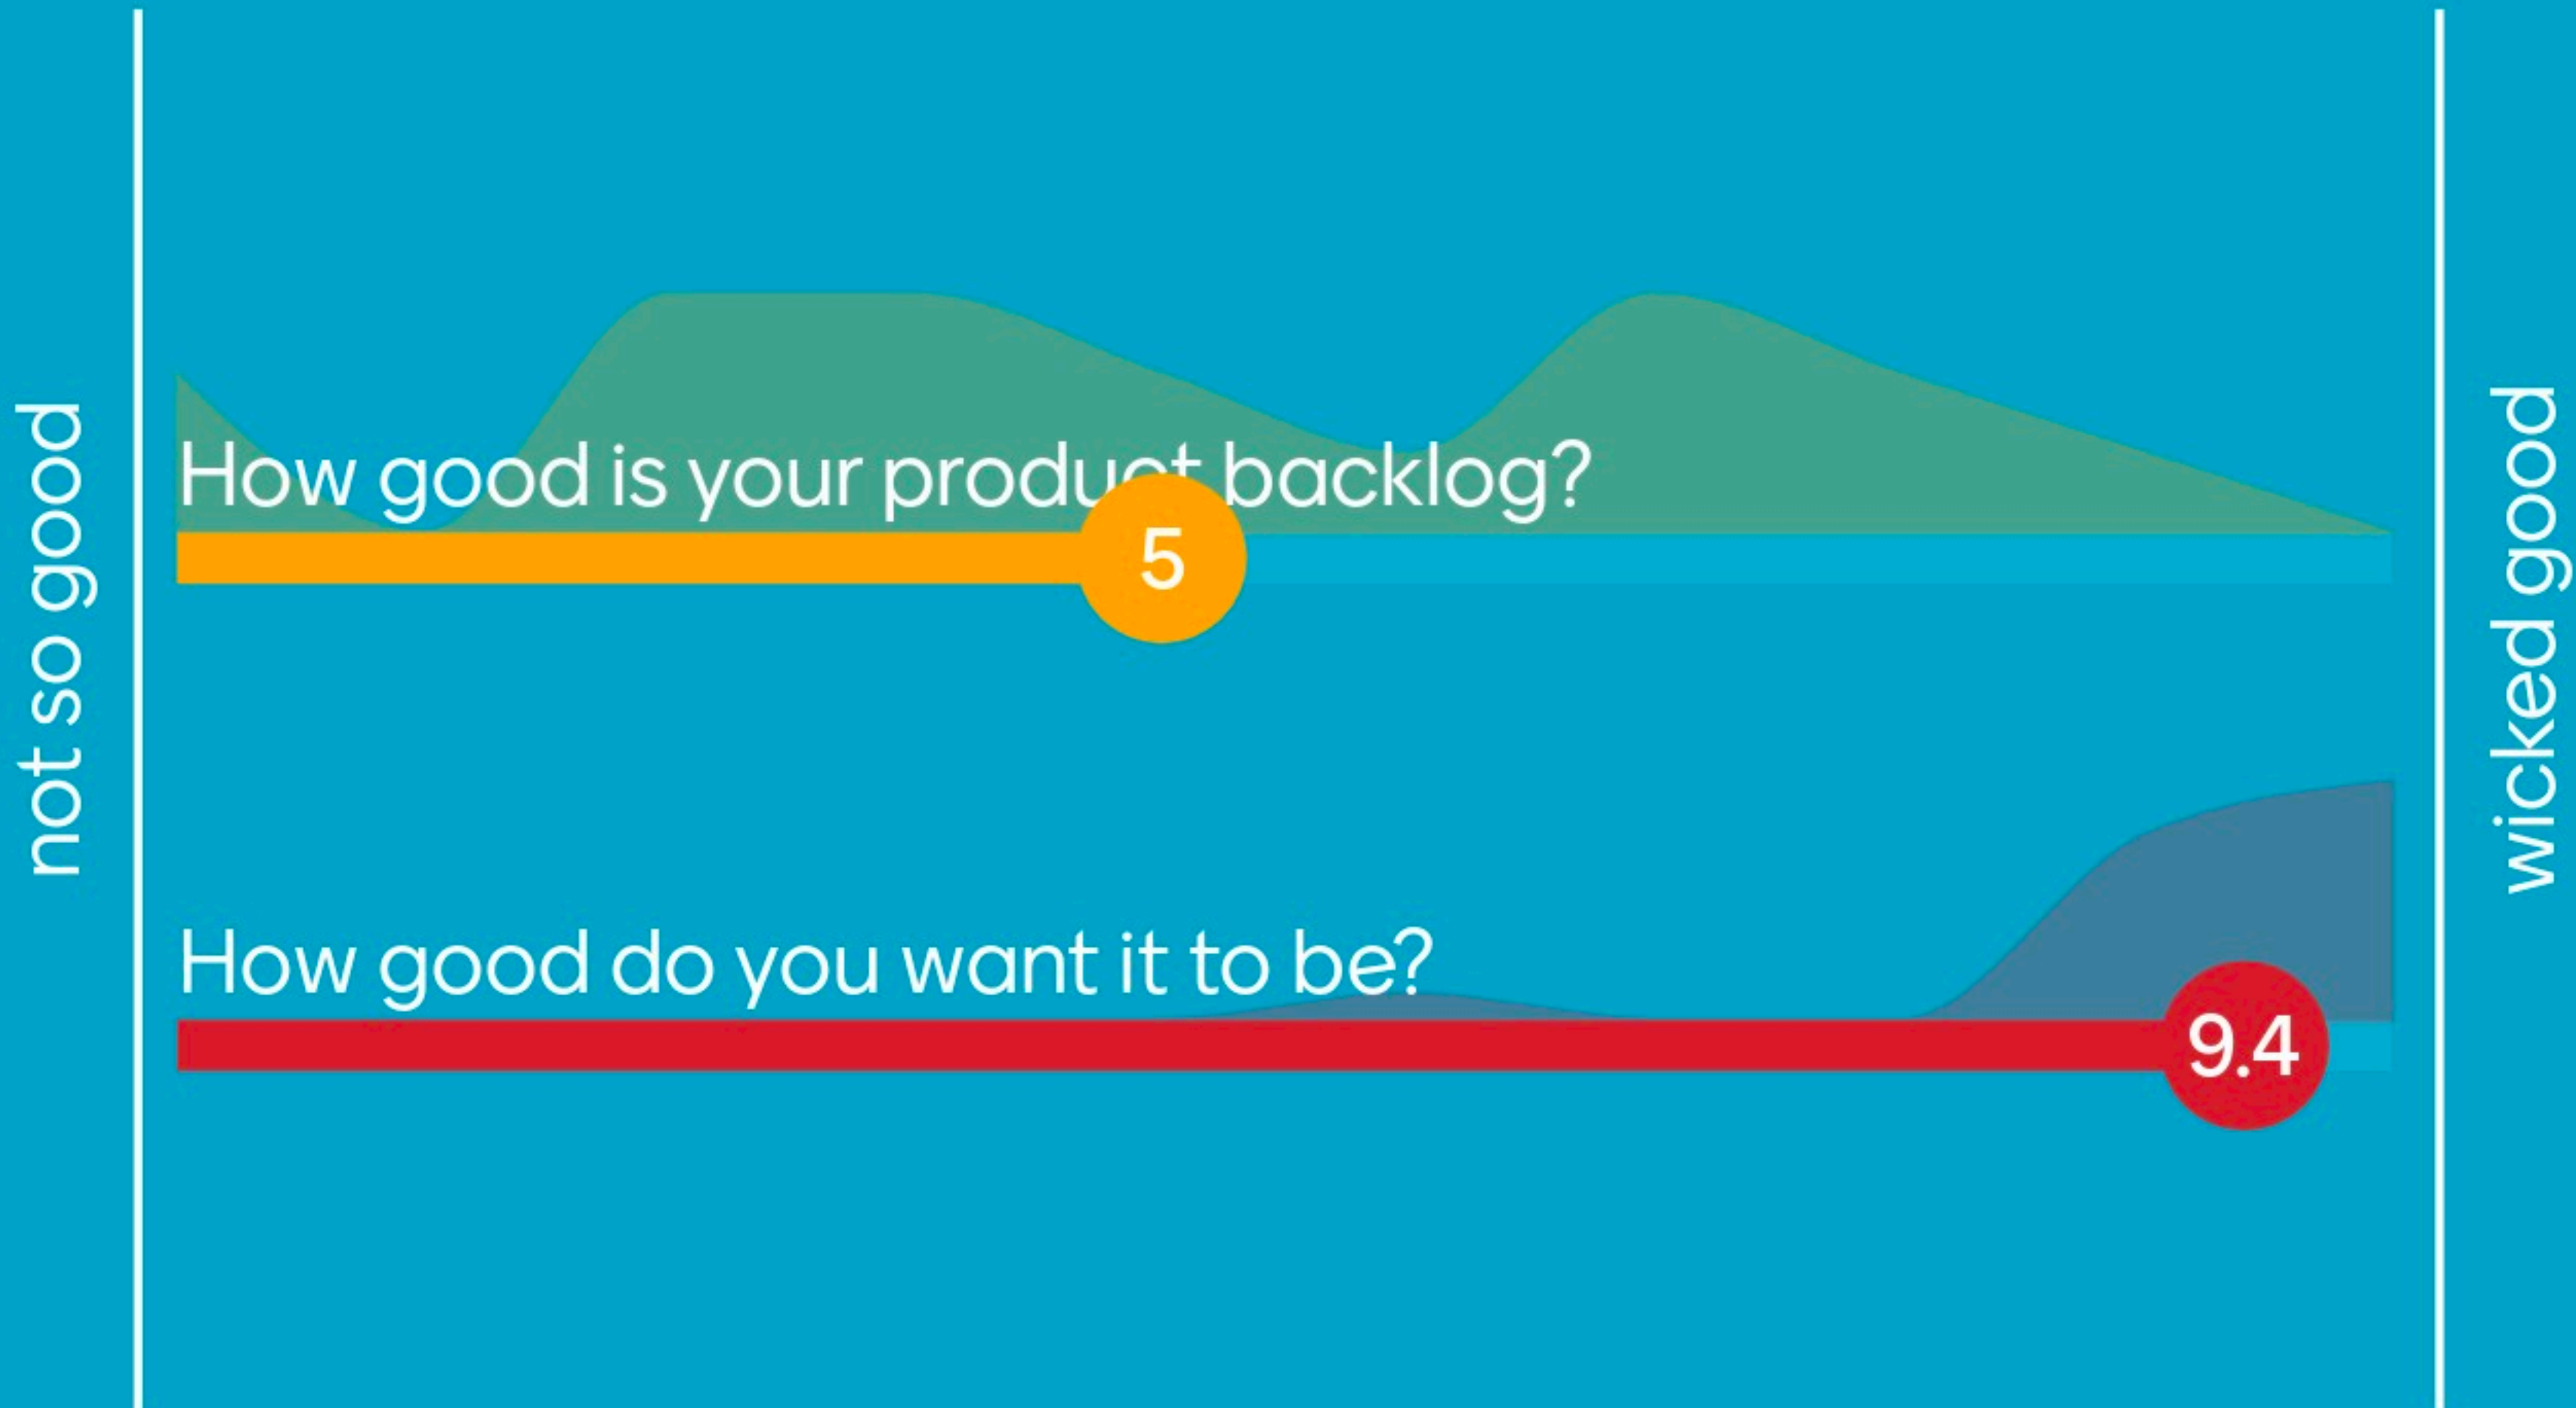 not so good
How good is your product backlog?
5
How good do you want it to be?
9.4
wicked good